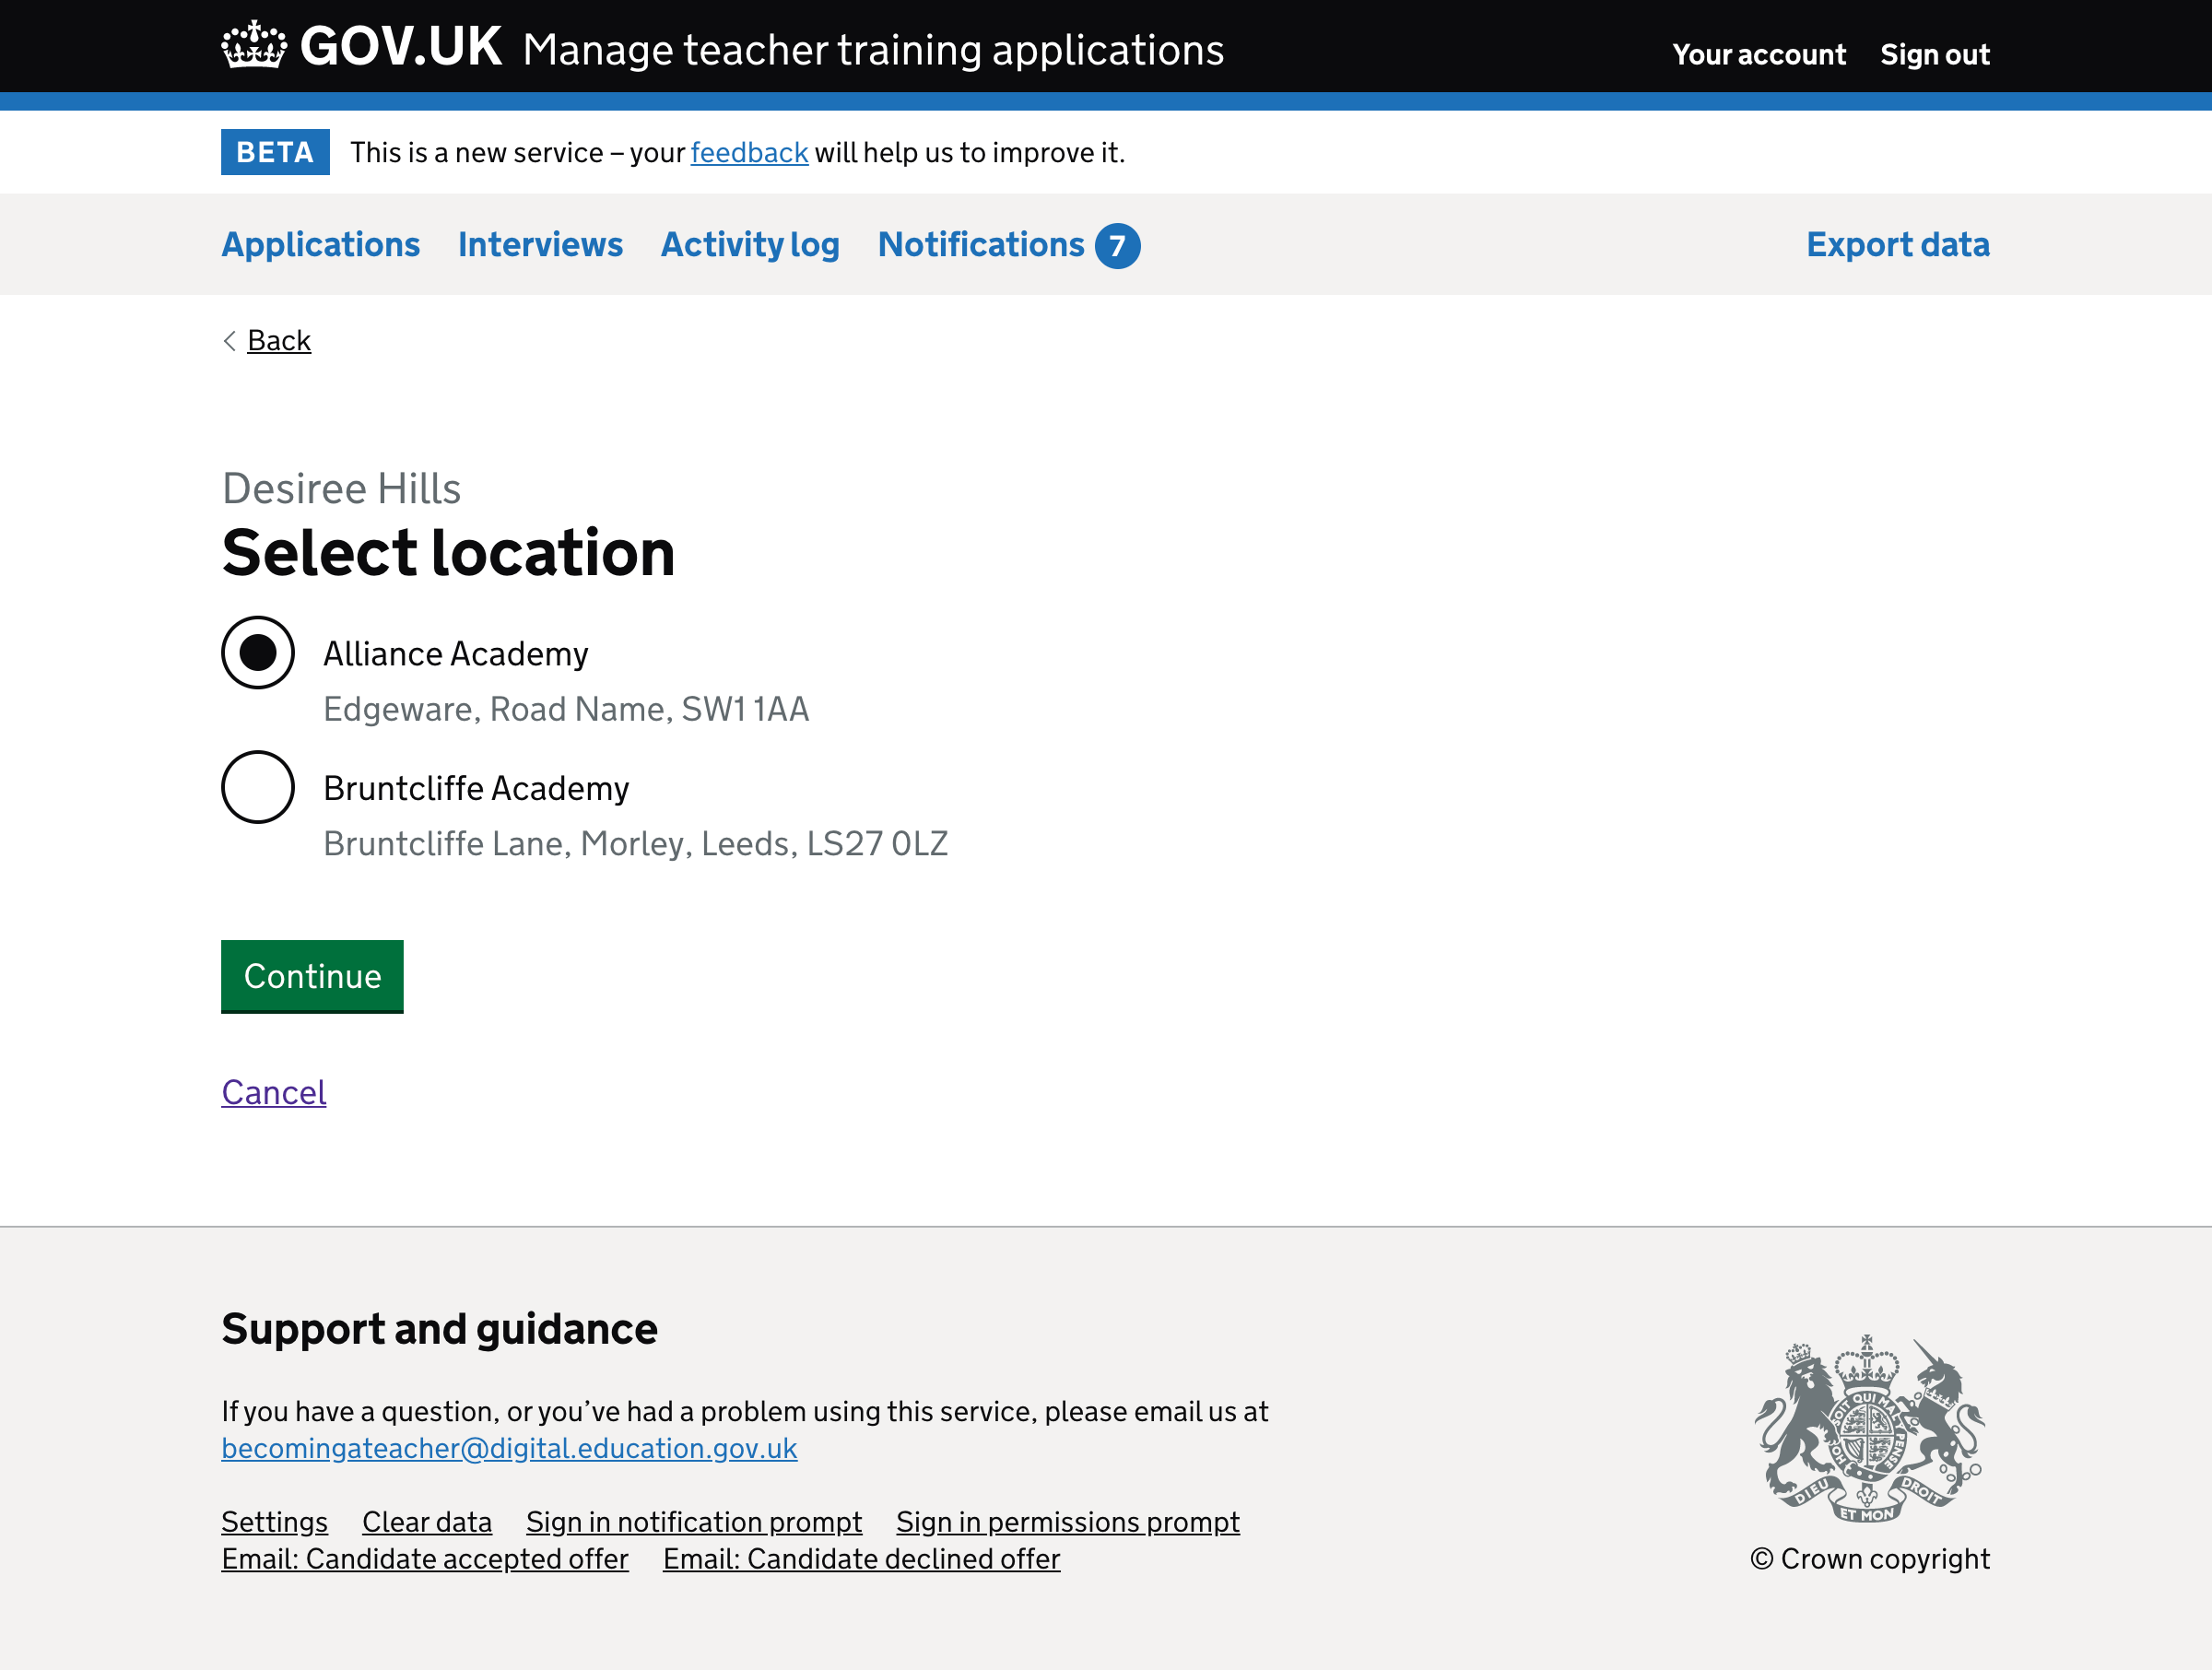 GOV.UK Manage teacher training applications
Your account Sign out
BETA This is a new service – your feedback will help us to improve it.
Applications Interviews Activity log Notifications 7 Export data
Back
Desiree Hills
Select location
Alliance Academy
Edgeware, Road Name, SW1 1AA
Bruntcliffe Academy
Bruntcliffe Lane, Morley, Leeds, LS27 0LZ
Continue
Cancel
Support and guidance
If you have a question, or you’ve had a problem using this service, please email us at
becomingateacher@digital.education.gov.uk
Settings Clear data Sign in notification prompt Sign in permissions prompt
Email: Candidate accepted offer Email: Candidate declined offer
SOIT QUI MAL Y PENSE
DIEU ET MON DROIT
© Crown copyright